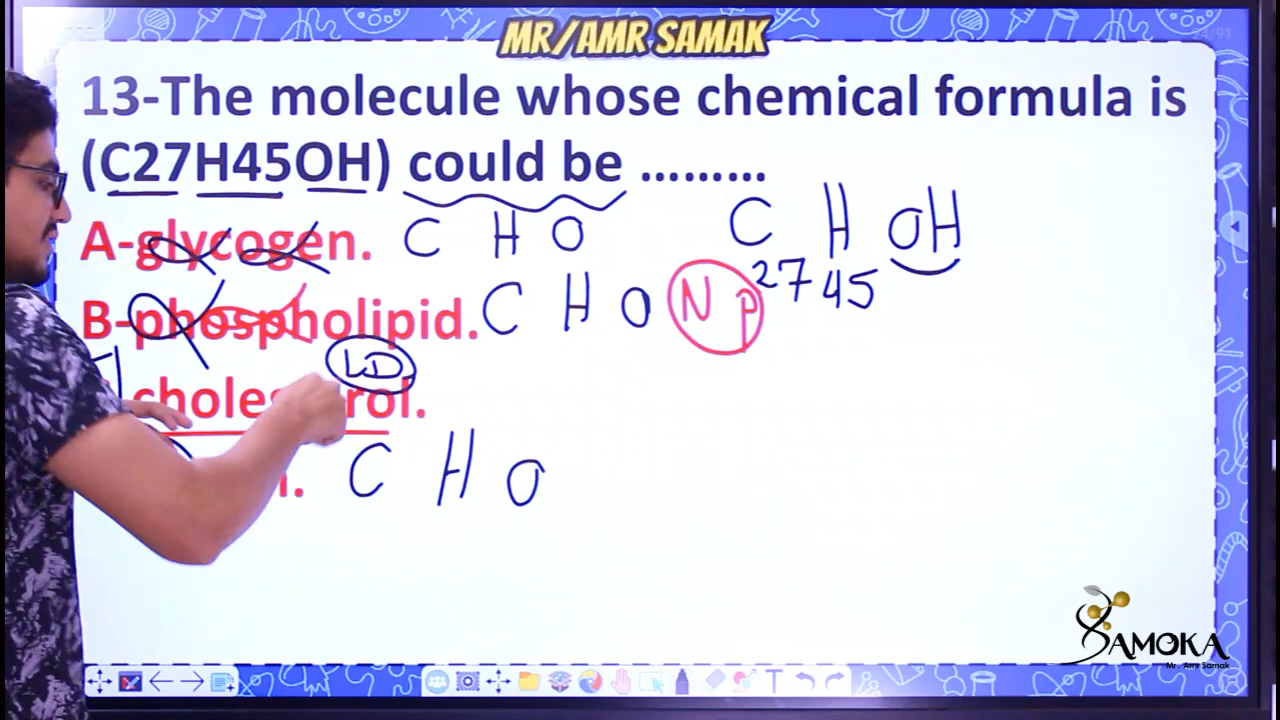 MR/AMR SAMAK
13-The molecule whose chemical formula is
(C27H45OH) could be .........
A-glycogen. C H O C H OH
27 45
B-phospholipid. C H O N P
LD
C H O
SAMOKA
Mr. Amr Samak